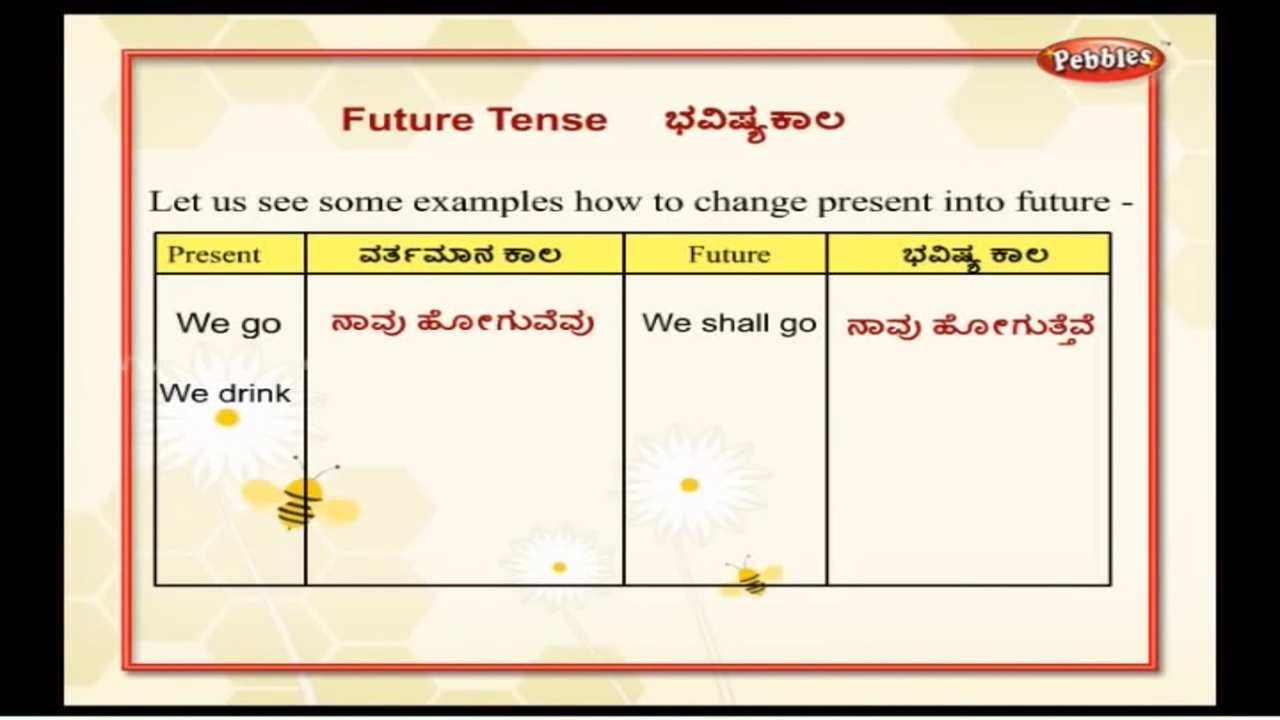 Pebbles™
Future Tense ಭವಿಷ್ಯಕಾಲ
Let us see some examples how to change present into future -
Present ವರ್ತಮಾನ ಕಾಲ Future ಭವಿಷ್ಯ ಕಾಲ
We go ನಾವು ಹೋಗುವೆವು We shall go ನಾವು ಹೋಗುತ್ತೆವೆ
We drink